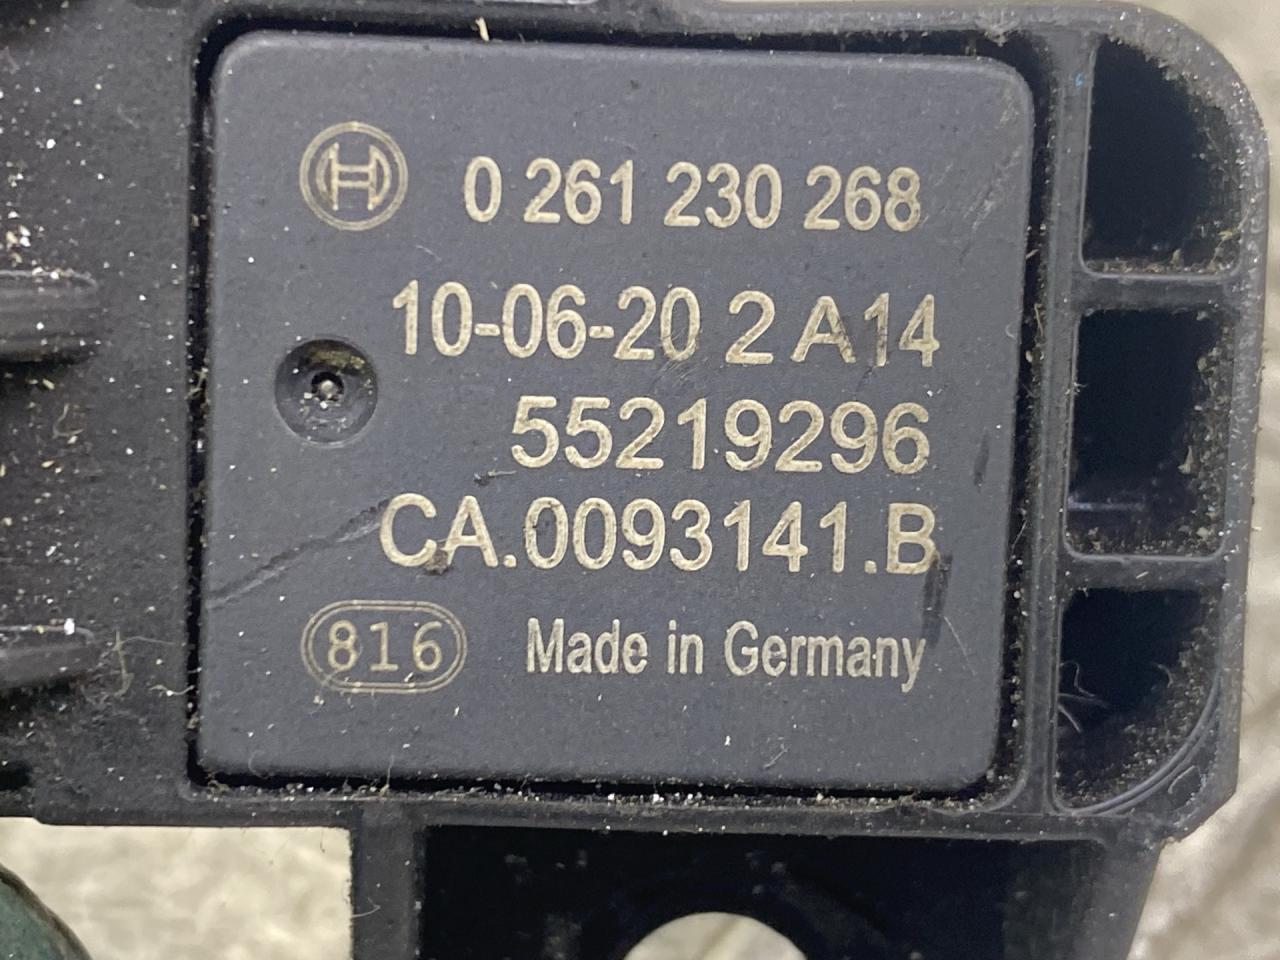 0 261 230 268
10-06-20 2 A14
55219296
CA.0093141.B
816 Made in Germany